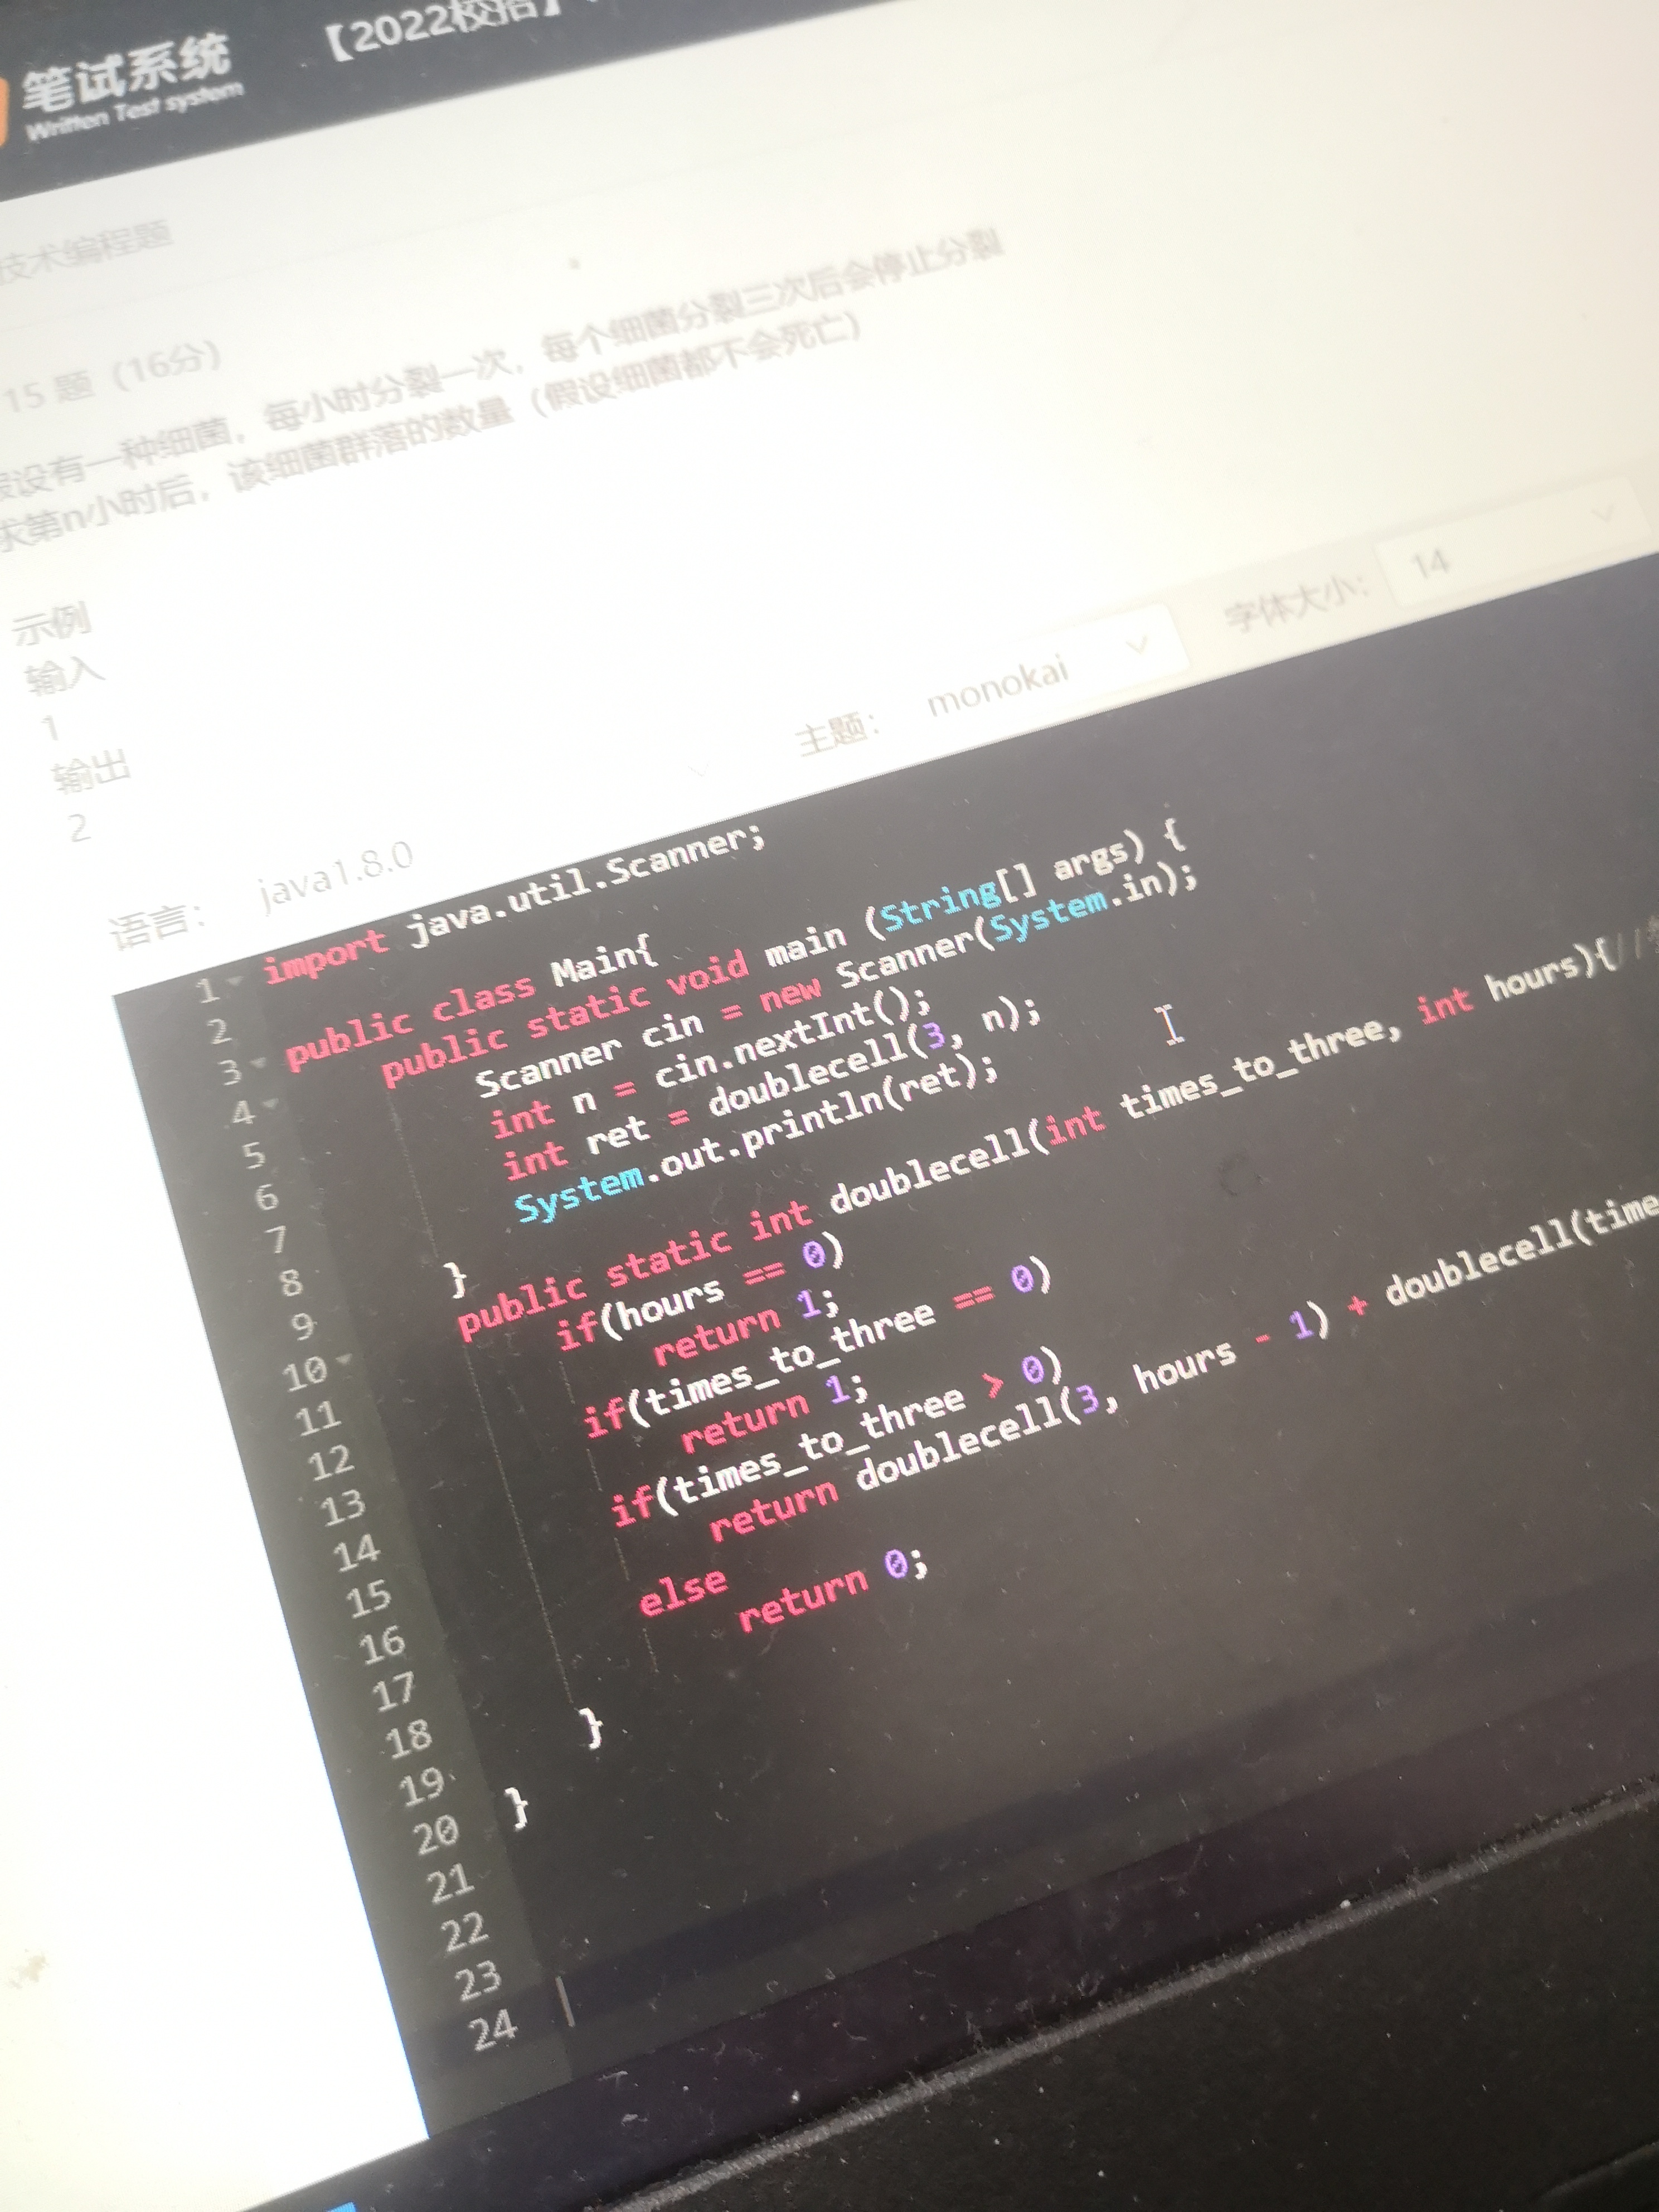 笔试系统
Written Test system
【2022校招】
技术编程题
15 题（16分）
设有一种细菌，每小时分裂一次，每个细菌分裂三次后会停止分裂
求第n小时后，该细菌群落的数量（假设细菌都不会死亡）
示例
输入
1
输出
2
语言： java1.8.0 主题： monokai 字体大小： 14
1 import java.util.Scanner;
2
3 public class Main{
4 public static void main (String[] args) {
5 Scanner cin = new Scanner(System.in);
6 int n = cin.nextInt();
7 int ret = doublecell(3, n);
8 System.out.println(ret);
9 }
10 public static int doublecell(int times_to_three, int hours){//
11 if(hours == 0)
12 return 1;
13 if(times_to_three == 0)
14 return 1;
15 if(times_to_three > 0)
16 return doublecell(3, hours - 1) + doublecell(time
17 else
18 return 0;
19
20 }
21
22 }
23
24